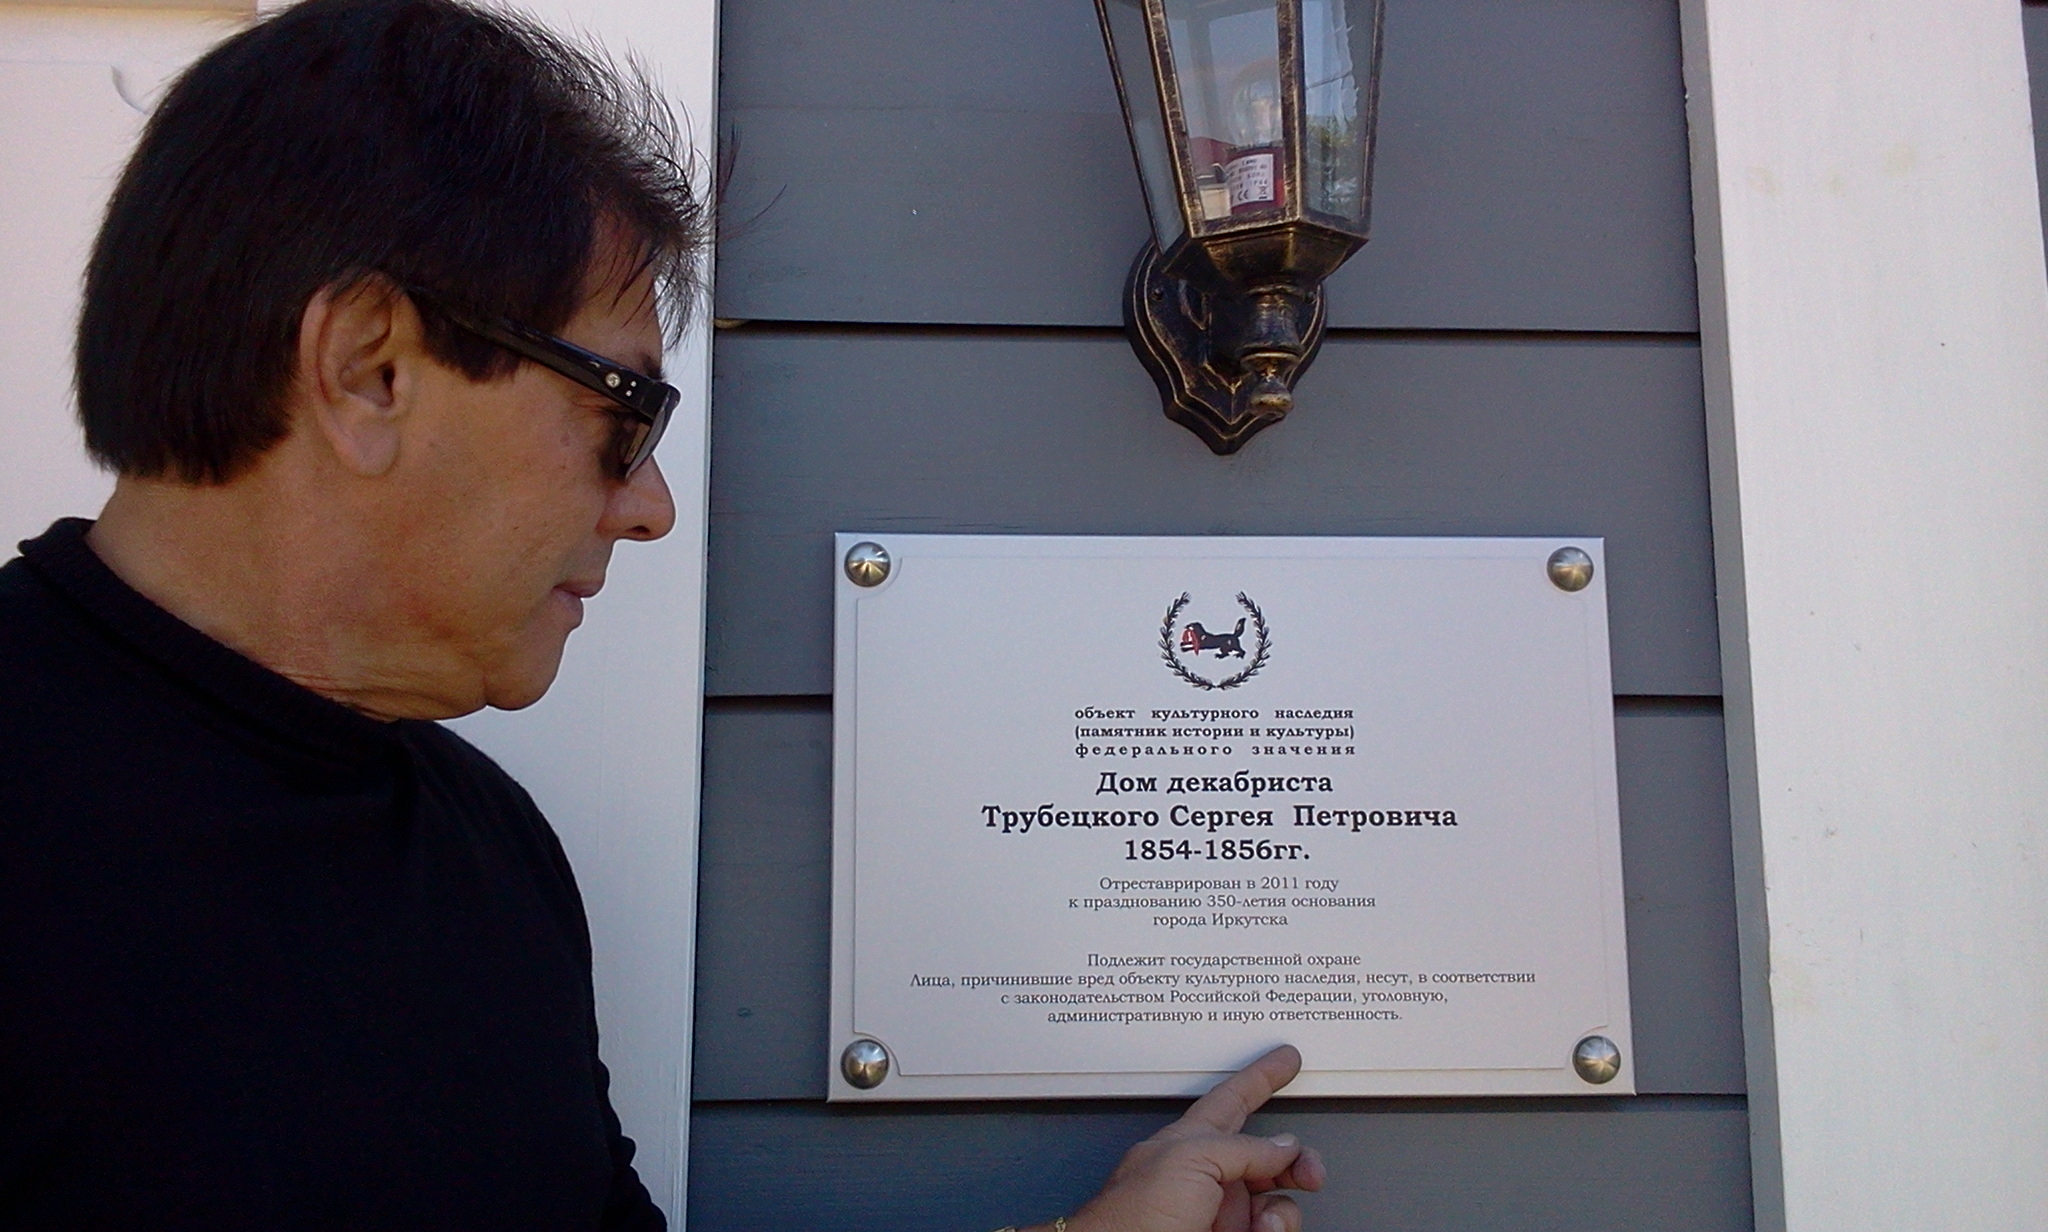 объект культурного наследия
(памятник истории и культуры)
федерального значения
Дом декабриста
Трубецкого Сергея Петровича
1854-1856гг.
Отреставрирован в 2011 году
к празднованию 350-летия основания
города Иркутска
Подлежит государственной охране
Лица, причинившие вред объекту культурного наследия, несут, в соответствии
с законодательством Российской Федерации, уголовную,
административную и иную ответственность.